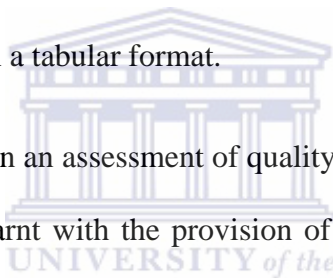 a tabular format.
n an assessment of quality
arnt with the provision of
UNIVERSITY of the